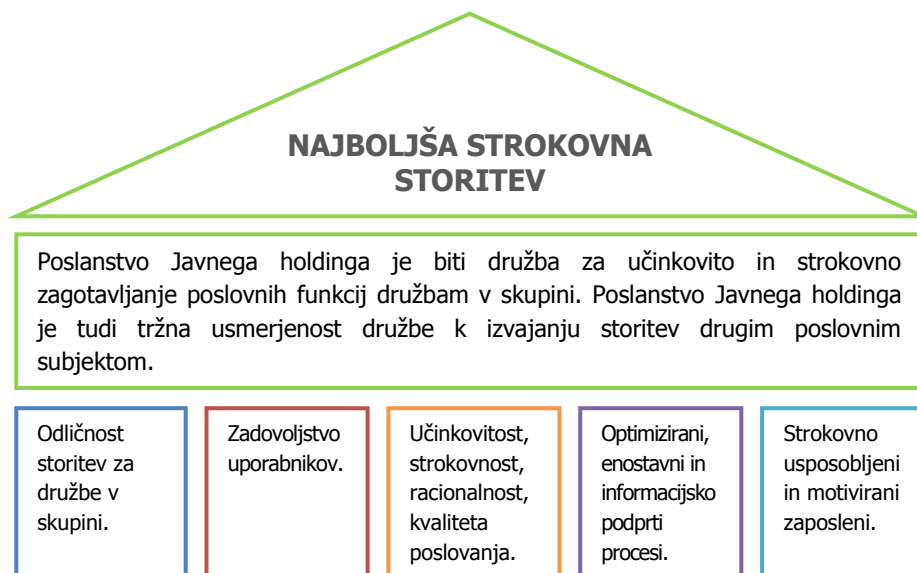 NAJBOLJŠA STROKOVNA
STORITEV
Poslanstvo Javnega holdinga je biti družba za učinkovito in strokovno
zagotavljanje poslovnih funkcij družbam v skupini. Poslanstvo Javnega holdinga
je tudi tržna usmerjenost družbe k izvajanju storitev drugim poslovnim
subjektom.
Odličnost
storitev za
družbe v
skupini.
Zadovoljstvo
uporabnikov.
Učinkovitost,
strokovnost,
racionalnost,
kvaliteta
poslovanja.
Optimizirani,
enostavni in
informacijsko
podprti
procesi.
Strokovno
usposobljeni
in motivirani
zaposleni.